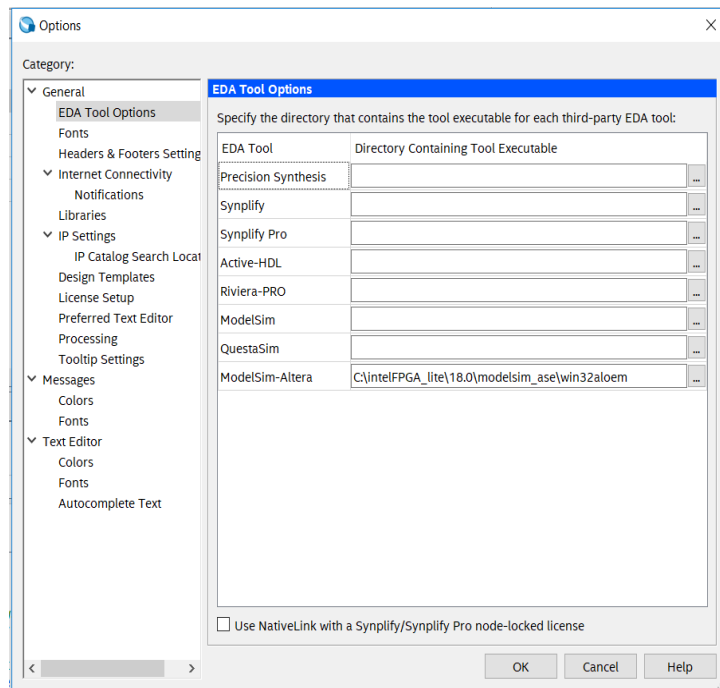 Options
Category:
General
EDA Tool Options
Fonts
Headers & Footers Setting
Internet Connectivity
Notifications
Libraries
IP Settings
IP Catalog Search Locat
Design Templates
License Setup
Preferred Text Editor
Processing
Tooltip Settings
Messages
Colors
Fonts
Text Editor
Colors
Fonts
Autocomplete Text
EDA Tool Options
Specify the directory that contains the tool executable for each third-party EDA tool:
EDA Tool Directory Containing Tool Executable
Precision Synthesis ...
Synplify ...
Synplify Pro ...
Active-HDL ...
Riviera-PRO ...
ModelSim ...
QuestaSim ...
ModelSim-Altera C:\intelFPGA_lite\18.0\modelsim_ase\win32aloem ...
Use NativeLink with a Synplify/Synplify Pro node-locked license
OK Cancel Help